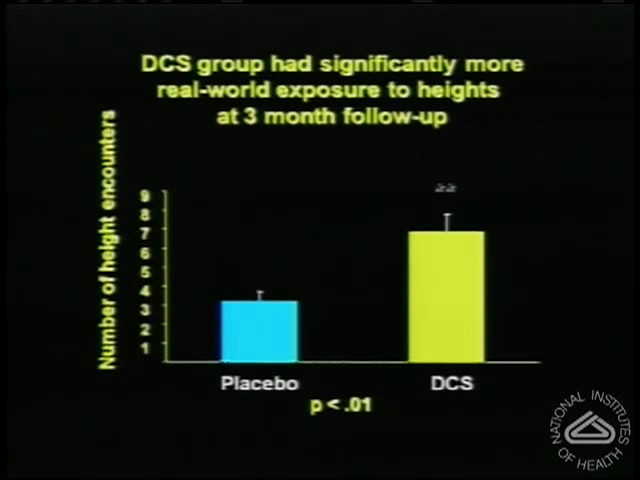 DCS group had significantly more
real-world exposure to heights
at 3 month follow-up
Number of height encounters
9
8
7
6
5
4
3
2
1
**
Placebo
DCS
p < .01
NATIONAL INSTITUTES
OF HEALTH